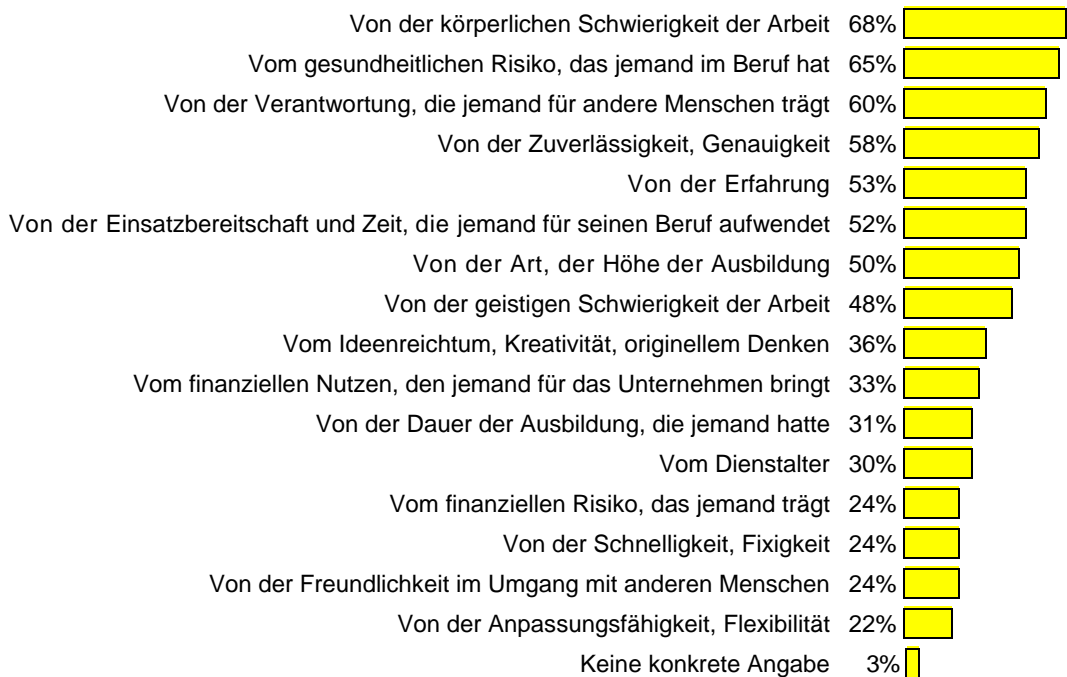 Von der körperlichen Schwierigkeit der Arbeit 68%
Vom gesundheitlichen Risiko, das jemand im Beruf hat 65%
Von der Verantwortung, die jemand für andere Menschen trägt 60%
Von der Zuverlässigkeit, Genauigkeit 58%
Von der Erfahrung 53%
Von der Einsatzbereitschaft und Zeit, die jemand für seinen Beruf aufwendet 52%
Von der Art, der Höhe der Ausbildung 50%
Von der geistigen Schwierigkeit der Arbeit 48%
Vom Ideenreichtum, Kreativität, originellem Denken 36%
Vom finanziellen Nutzen, den jemand für das Unternehmen bringt 33%
Von der Dauer der Ausbildung, die jemand hatte 31%
Vom Dienstalter 30%
Vom finanziellen Risiko, das jemand trägt 24%
Von der Schnelligkeit, Fixigkeit 24%
Von der Freundlichkeit im Umgang mit anderen Menschen 24%
Von der Anpassungsfähigkeit, Flexibilität 22%
Keine konkrete Angabe 3%